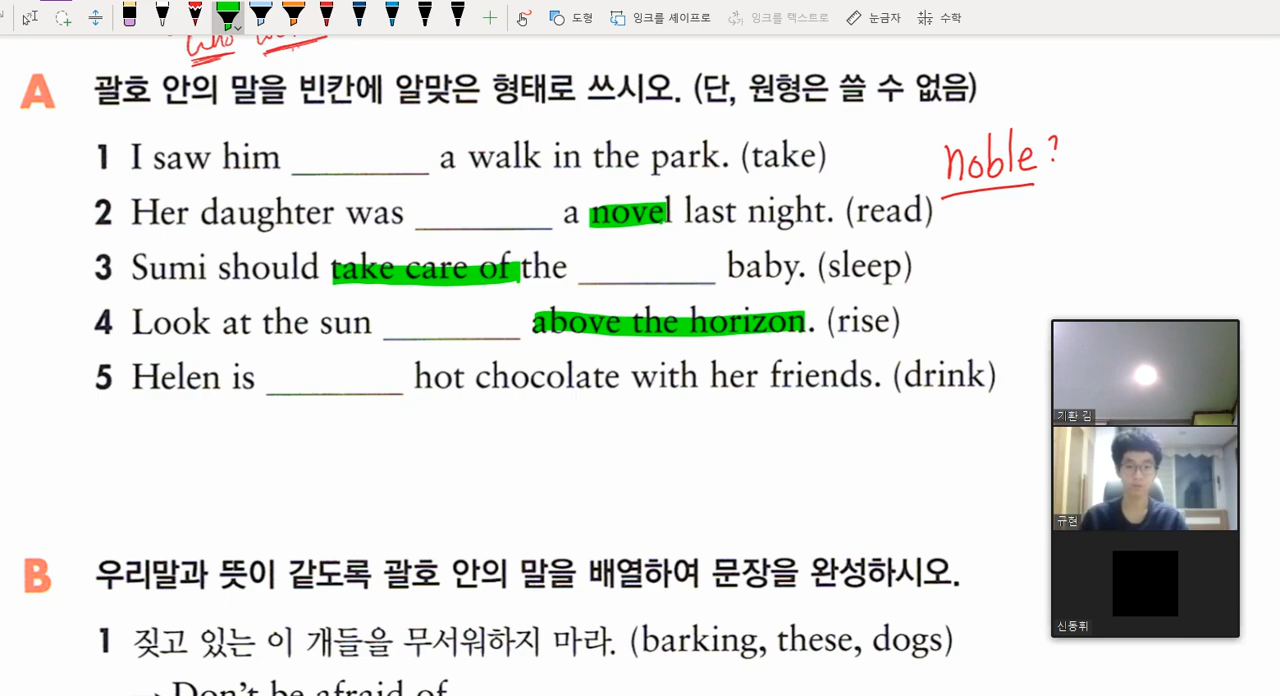 도형 잉크를 셰이프로 잉크를 텍스트로 눈금자 수학
who
A 괄호 안의 말을 빈칸에 알맞은 형태로 쓰시오. (단, 원형은 쓸 수 없음)
1 I saw him ________ a walk in the park. (take)
noble?
2 Her daughter was ________ a novel last night. (read)
3 Sumi should take care of the ________ baby. (sleep)
4 Look at the sun ________ above the horizon. (rise)
5 Helen is ________ hot chocolate with her friends. (drink)
기환 김
규현
신동휘
B 우리말과 뜻이 같도록 괄호 안의 말을 배열하여 문장을 완성하시오.
1 짖고 있는 이 개들을 무서워하지 마라. (barking, these, dogs)
→ Don't be afraid of